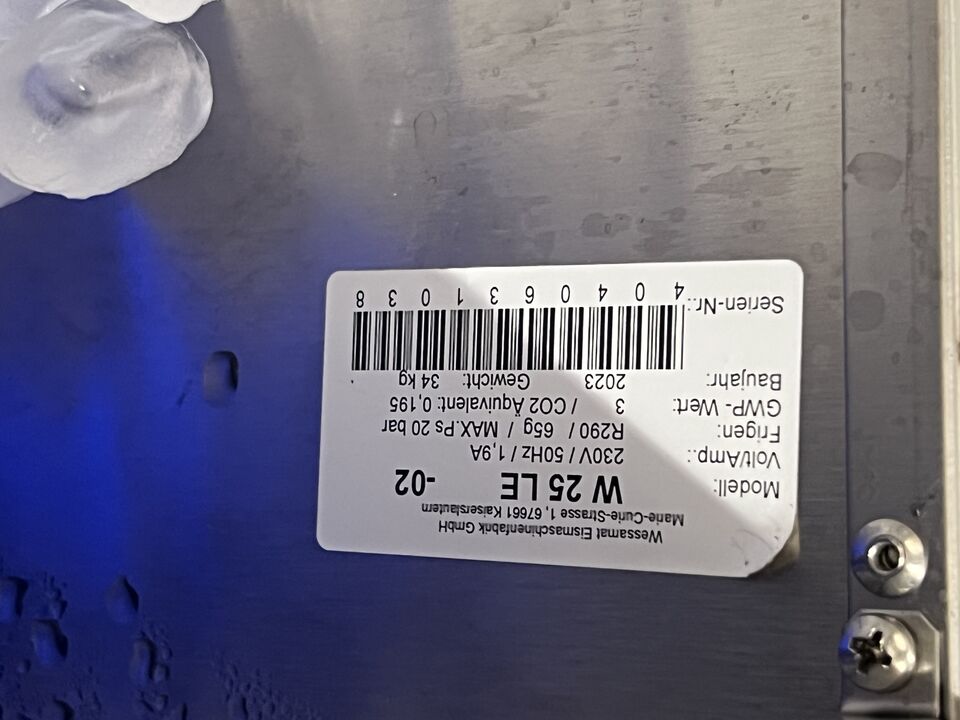 Wessamat Eismaschinenfabrik GmbH
Marie-Curie-Strasse 1, 67661 Kaiserslautern
Modell: W 25 LE -02
Volt/Amp.: 230V / 50Hz / 1,9A
Frigen: R290 / 65g / MAX.Ps 20 bar
GWP- Wert: 3 / CO2 Äquivalent: 0,195
Baujahr: 2023 Gewicht: 34 kg
Serien-Nr.: 4 0 4 0 6 3 1 0 3 8